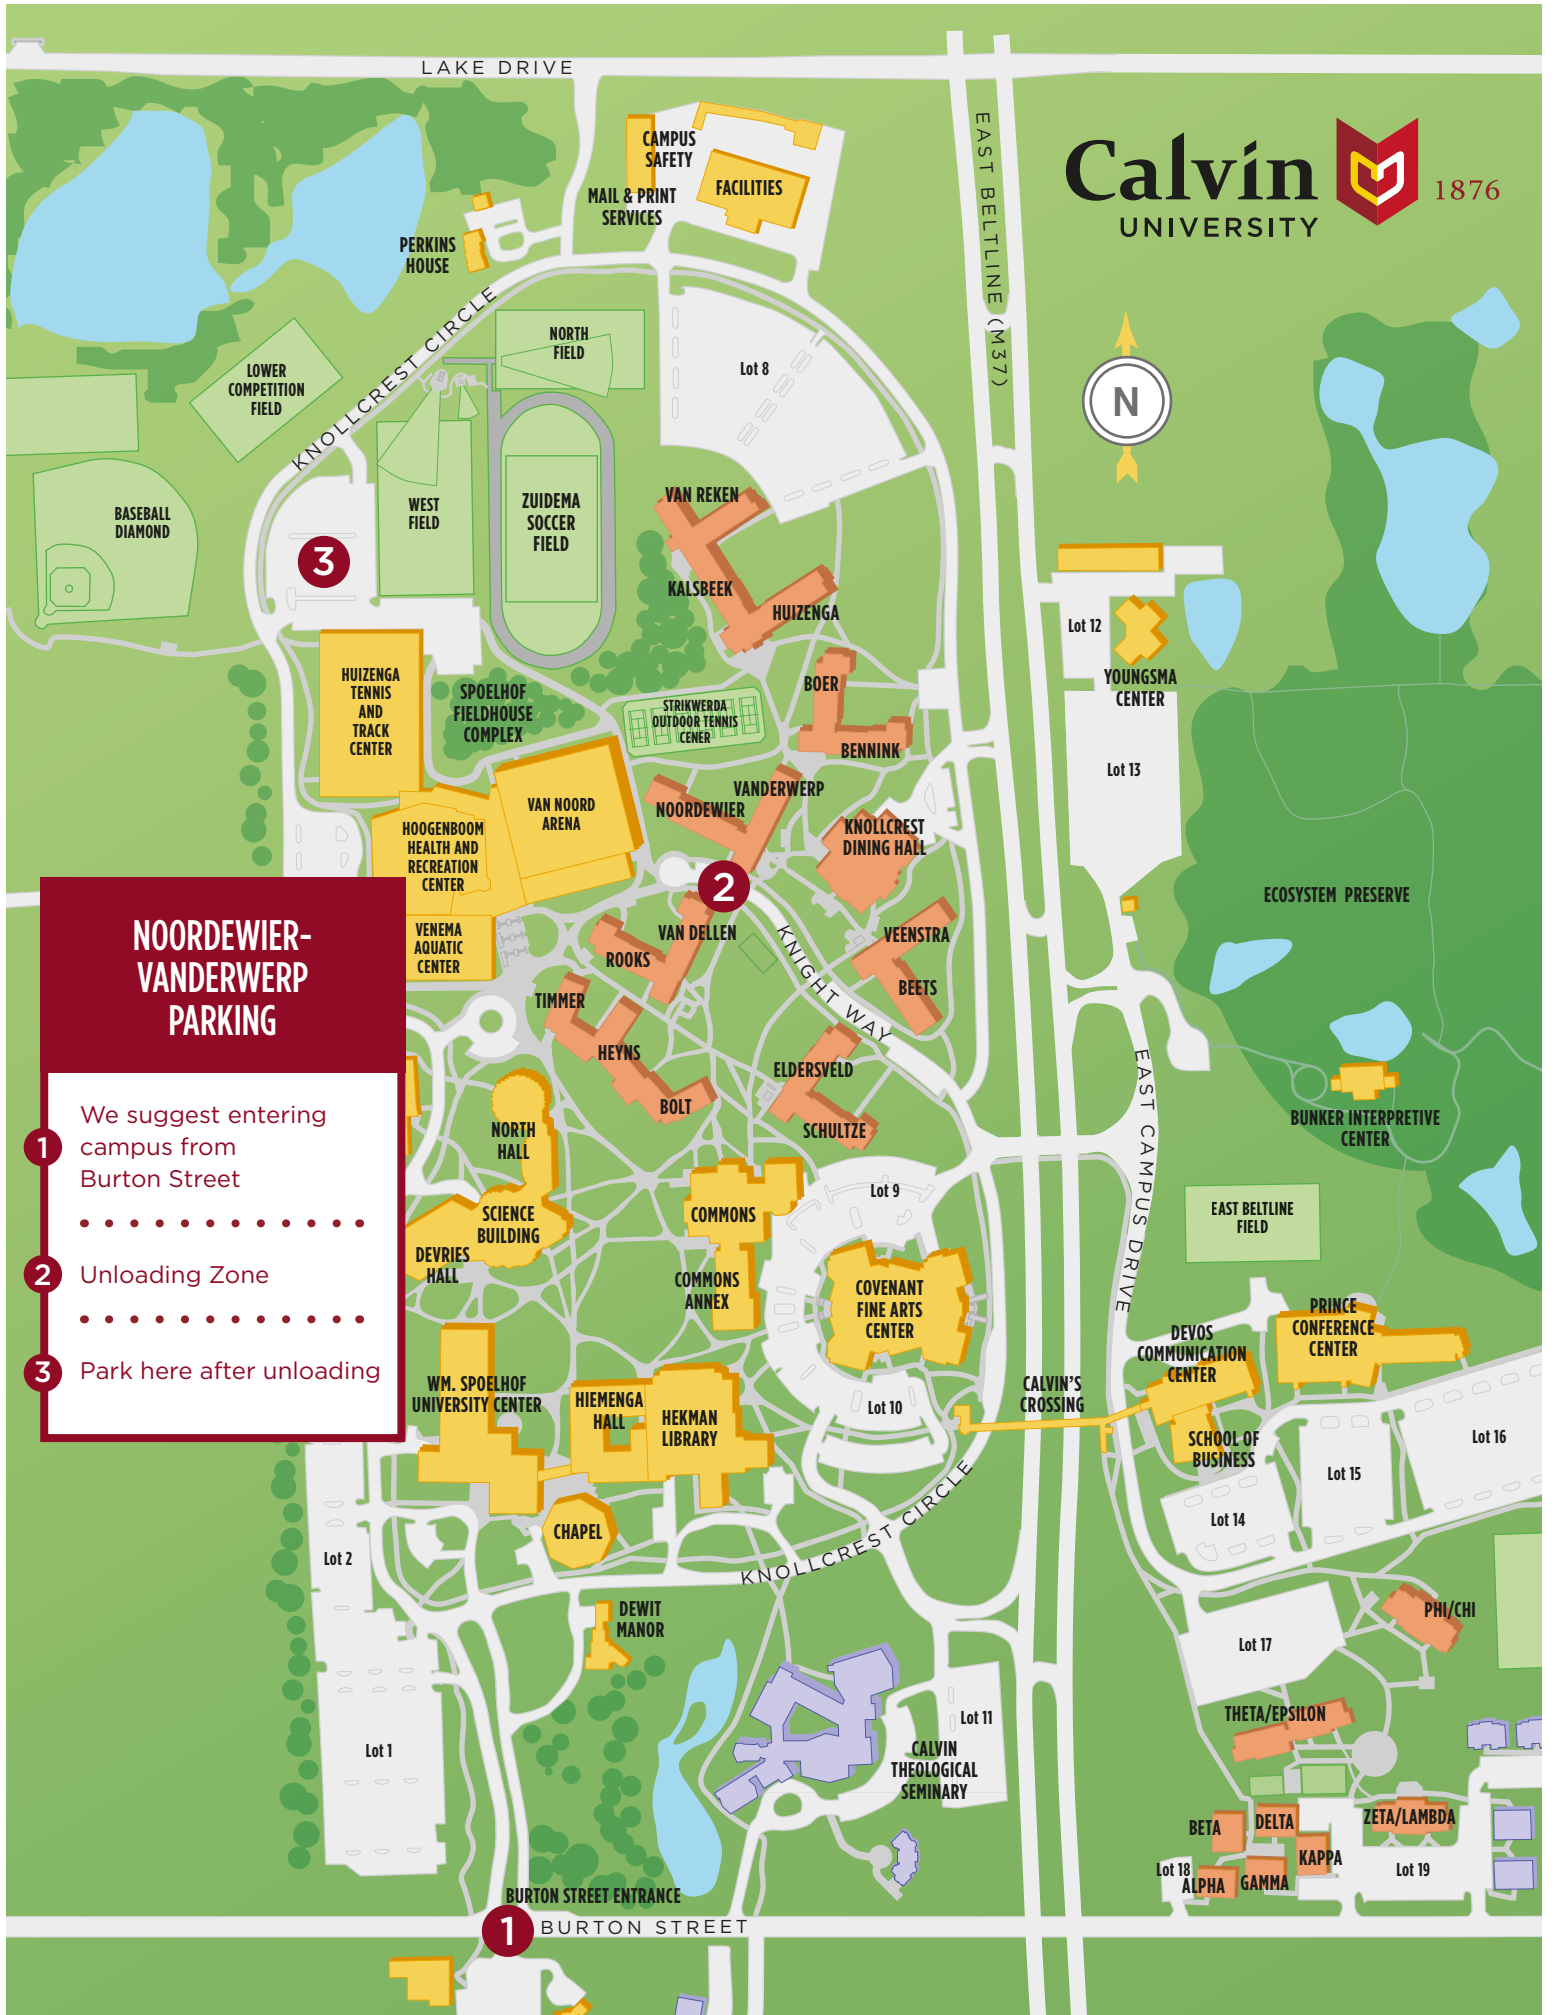 LAKE DRIVE
EAST BELTLINE (M37)
Calvin
UNIVERSITY
1876
CAMPUS
SAFETY
FACILITIES
MAIL & PRINT
SERVICES
PERKINS
HOUSE
KNOLLCREST CIRCLE
NORTH
FIELD
Lot 8
LOWER
COMPETITION
FIELD
N
BASEBALL
DIAMOND
WEST
FIELD
ZUIDEMA
SOCCER
FIELD
VAN REKEN
3
KALSBEEK
HUIZENGA
Lot 12
YOUNGSMA
CENTER
HUIZENGA
TENNIS
AND
TRACK
CENTER
SPOELHOF
FIELDHOUSE
COMPLEX
BOER
STRIKWERDA
OUTDOOR TENNIS
CENER
BENNINK
Lot 13
VANDERWERP
NOORDEWIER
VAN NOORD
ARENA
KNOLLCREST
DINING HALL
HOOGENBOOM
HEALTH AND
RECREATION
CENTER
2
ECOSYSTEM PRESERVE
VENEMA
AQUATIC
CENTER
VAN DELLEN
ROOKS
VEENSTRA
BEETS
KNIGHT WAY
TIMMER
HEYNS
BOLT
ELDERSVELD
SCHULTZE
EAST CAMPUS DRIVE
BUNKER INTERPRETIVE
CENTER
NOORDEWIER-
VANDERWERP
PARKING
1
We suggest entering
campus from
Burton Street
2
Unloading Zone
3
Park here after unloading
NORTH
HALL
SCIENCE
BUILDING
DEVRIES
HALL
COMMONS
COMMONS
ANNEX
Lot 9
COVENANT
FINE ARTS
CENTER
EAST BELTLINE
FIELD
PRINCE
CONFERENCE
CENTER
DEVOS
COMMUNICATION
CENTER
CALVIN'S
CROSSING
WM. SPOELHOF
UNIVERSITY CENTER
HIEMENGA
HALL
HEKMAN
LIBRARY
Lot 10
SCHOOL OF
BUSINESS
Lot 16
Lot 15
Lot 14
CHAPEL
KNOLLCREST CIRCLE
Lot 2
DEWIT
MANOR
PHI/CHI
Lot 17
THETA/EPSILON
Lot 11
Lot 1
CALVIN
THEOLOGICAL
SEMINARY
BETA
DELTA
ZETA/LAMBDA
KAPPA
Lot 18
ALPHA
GAMMA
Lot 19
BURTON STREET ENTRANCE
1
BURTON STREET